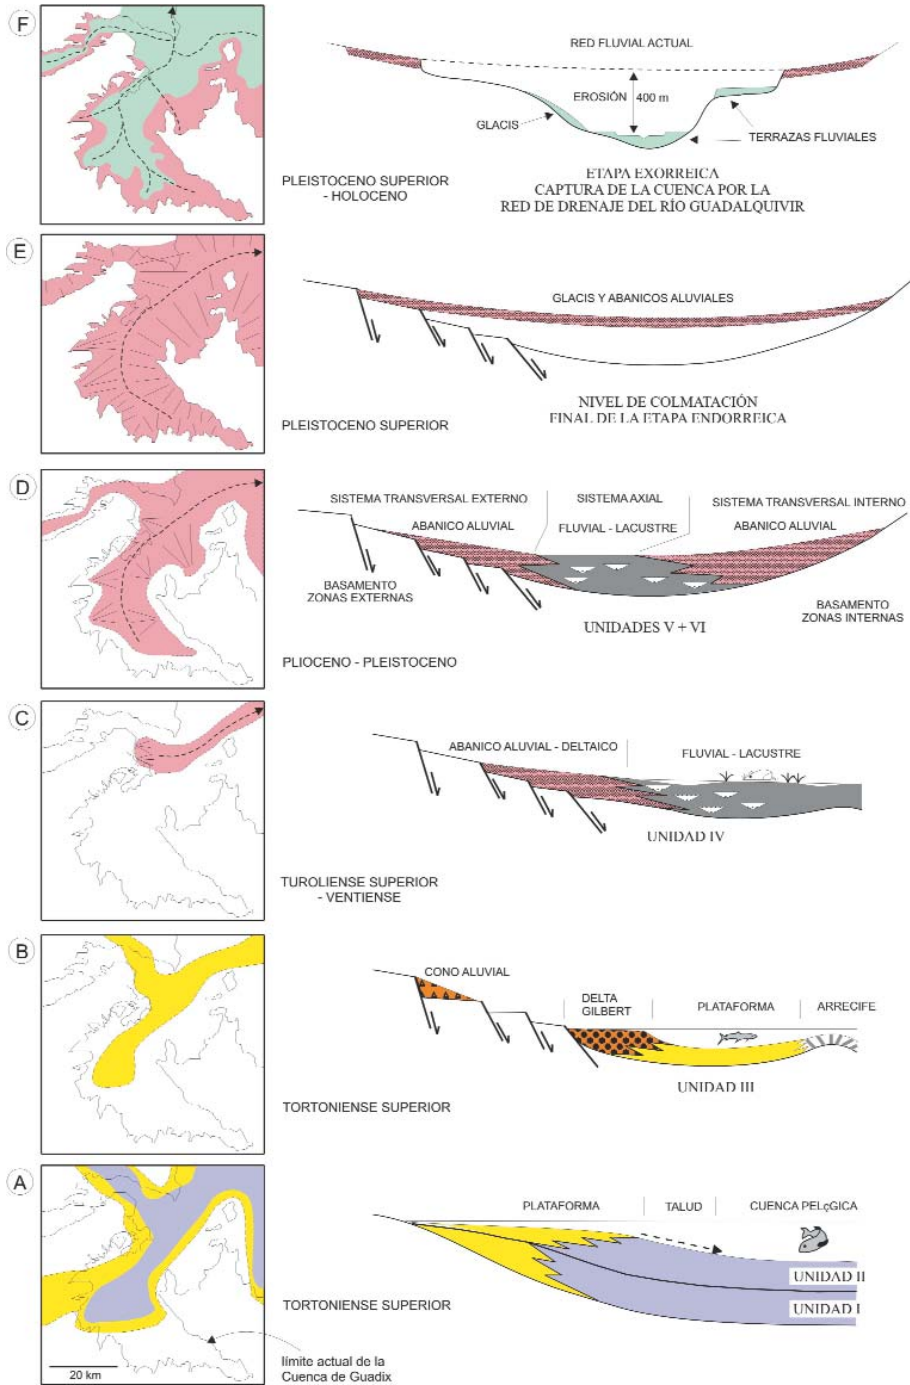 F
RED FLUVIAL ACTUAL
EROSIÓN
400 m
GLACIS
TERRAZAS FLUVIALES
PLEISTOCENO SUPERIOR
- HOLOCENO
ETAPA EXORREICA
CAPTURA DE LA CUENCA POR LA
RED DE DRENAJE DEL RÍO GUADALQUIVIR
E
GLACIS Y ABANICOS ALUVIALES
NIVEL DE COLMATACIÓN
FINAL DE LA ETAPA ENDORREICA
PLEISTOCENO SUPERIOR
D
SISTEMA TRANSVERSAL EXTERNO
SISTEMA AXIAL
SISTEMA TRANSVERSAL INTERNO
ABANICO ALUVIAL
FLUVIAL - LACUSTRE
ABANICO ALUVIAL
BASAMENTO
ZONAS EXTERNAS
BASAMENTO
ZONAS INTERNAS
UNIDADES V + VI
PLIOCENO - PLEISTOCENO
C
ABANICO ALUVIAL - DELTAICO
FLUVIAL - LACUSTRE
UNIDAD IV
TUROLIENSE SUPERIOR
- VENTIENSE
B
CONO ALUVIAL
DELTA
GILBERT
PLATAFORMA
ARRECIFE
UNIDAD III
TORTONIENSE SUPERIOR
A
PLATAFORMA
TALUD
CUENCA PELçGICA
UNIDAD II
UNIDAD I
TORTONIENSE SUPERIOR
20 km
límite actual de la
Cuenca de Guadix